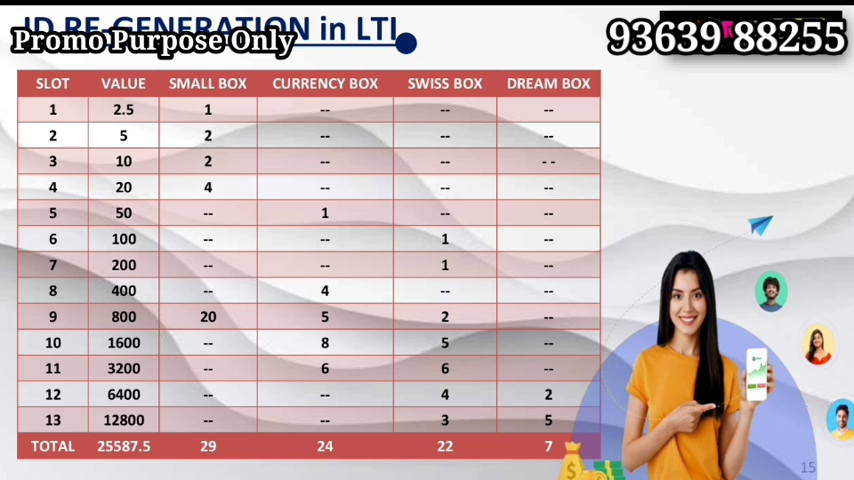 ID RE-GENERATION in LTI
Promo Purpose Only
93639 88255
SLOT VALUE SMALL BOX CURRENCY BOX SWISS BOX DREAM BOX
1 2.5 1 -- -- --
2 5 2 -- -- --
3 10 2 -- -- - -
4 20 4 -- -- --
5 50 -- 1 -- --
6 100 -- -- 1 --
7 200 -- -- 1 --
8 400 -- 4 -- --
9 800 20 5 2 --
10 1600 -- 8 5 --
11 3200 -- 6 6 --
12 6400 -- -- 4 2
13 12800 -- -- 3 5
TOTAL 25587.5 29 24 22 7
15